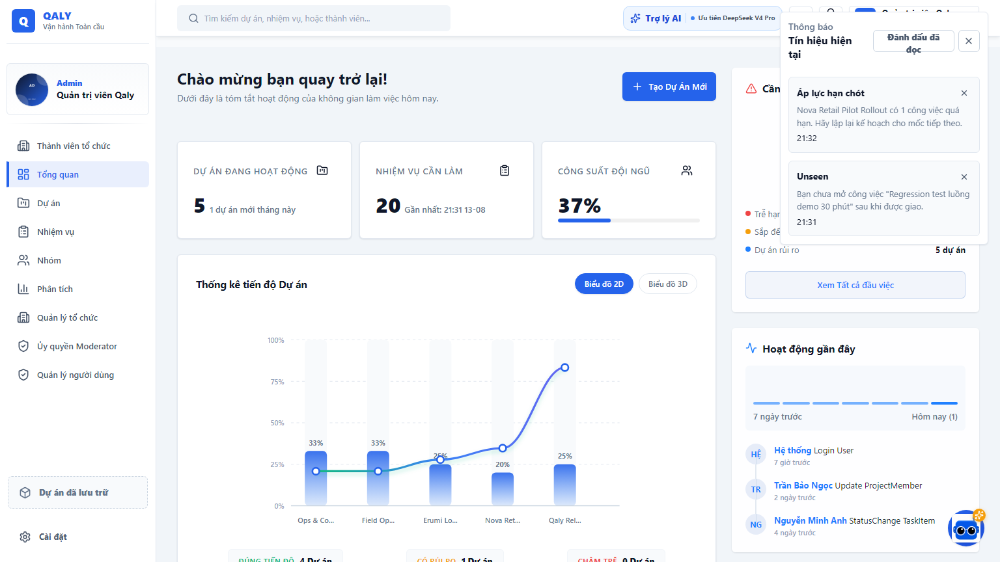 Q
QALY
Vận hành Toàn cầu
AD
Admin
Quản trị viên Qaly
Thành viên tổ chức
Tổng quan
Dự án
Nhiệm vụ
Nhóm
Phân tích
Quản lý tổ chức
Ủy quyền Moderator
Quản lý người dùng
Dự án đã lưu trữ
Cài đặt
Tìm kiếm dự án, nhiệm vụ, hoặc thành viên...
Trợ lý AI
Ưu tiên DeepSeek V4 Pro
Chào mừng bạn quay trở lại!
Dưới đây là tóm tắt hoạt động của không gian làm việc hôm nay.
Tạo Dự Án Mới
DỰ ÁN ĐANG HOẠT ĐỘNG
5 1 dự án mới tháng này
NHIỆM VỤ CẦN LÀM
20 Gần nhất: 21:31 13-08
CÔNG SUẤT ĐỘI NGŨ
37%
Thống kê tiến độ Dự án
Biểu đồ 2D
Biểu đồ 3D
100%
75%
50%
25%
0%
33%
33%
25%
20%
25%
Ops & Co...
Field Op...
Erumi Lo...
Nova Ret...
Qaly Rel...
ĐÚNG TIẾN ĐỘ 4 Dự án
CÓ RỦI RO 1 Dự án
CHẬM TRỄ 0 Dự án
Thông báo
Tín hiệu hiện tại
Đánh dấu đã đọc
Áp lực hạn chót
Nova Retail Pilot Rollout có 1 công việc quá
hạn. Hãy lập lại kế hoạch cho mốc tiếp theo.
21:32
Unseen
Bạn chưa mở công việc "Regression test luồng
demo 30 phút" sau khi được giao.
21:31
Cần
Trễ hạn
Sắp đế
Dự án rủi ro
5 dự án
Xem Tất cả đầu việc
Hoạt động gần đây
7 ngày trước
Hôm nay (1)
HỆ
Hệ thống Login User
7 giờ trước
TR
Trần Bảo Ngọc Update ProjectMember
2 ngày trước
NG
Nguyễn Minh Anh StatusChange TaskItem
4 ngày trước